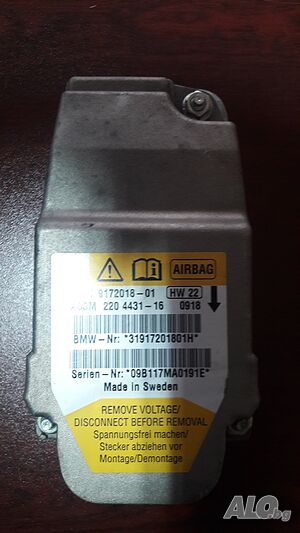 AIRBAG
9172018-01 HW 22
220 4431-16 0918
BMW-Nr: *31917201801H*
Serien-Nr: *09B117MA0191E*
Made in Sweden
REMOVE VOLTAGE/
DISCONNECT BEFORE REMOVAL
Spannungsfrei machen/
Stecker abziehen vor
Montage/Demontage
ALO.bg